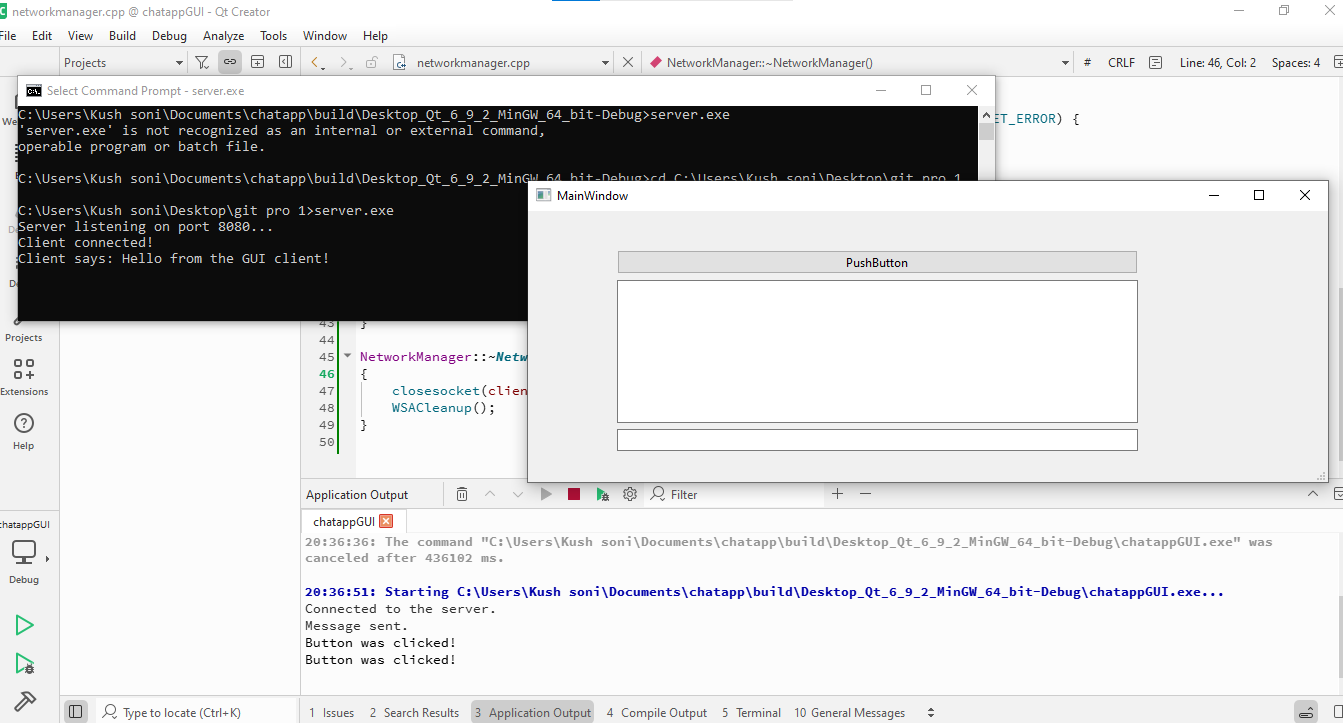 networkmanager.cpp @ chatappGUI - Qt Creator
File Edit View Build Debug Analyze Tools Window Help
Projects networkmanager.cpp NetworkManager::~NetworkManager() # CRLF Line: 46, Col: 2 Spaces: 4
Select Command Prompt - server.exe
C:\Users\Kush soni\Documents\chatapp\build\Desktop_Qt_6_9_2_MinGW_64_bit-Debug>server.exe
'server.exe' is not recognized as an internal or external command,
operable program or batch file.
C:\Users\Kush soni\Documents\chatapp\build\Desktop_Qt_6_9_2_MinGW_64_bit-Debug>cd C:\Users\Kush soni\Desktop\git pro 1
C:\Users\Kush soni\Desktop\git pro 1>server.exe
Server listening on port 8080...
Client connected!
Client says: Hello from the GUI client!
ET_ERROR) {
MainWindow
PushButton
Projects
Extensions
Help
43 }
44
45 NetworkManager::~Netw
46 {
47 closesocket(clien
48 WSACleanup();
49 }
50
Application Output Filter
chatappGUI
20:36:36: The command "C:\Users\Kush soni\Documents\chatapp\build\Desktop_Qt_6_9_2_MinGW_64_bit-Debug\chatappGUI.exe" was
canceled after 436102 ms.
20:36:51: Starting C:\Users\Kush soni\Documents\chatapp\build\Desktop_Qt_6_9_2_MinGW_64_bit-Debug\chatappGUI.exe...
Connected to the server.
Message sent.
Button was clicked!
Button was clicked!
chatappGUI
Debug
Type to locate (Ctrl+K) 1 Issues 2 Search Results 3 Application Output 4 Compile Output 5 Terminal 10 General Messages